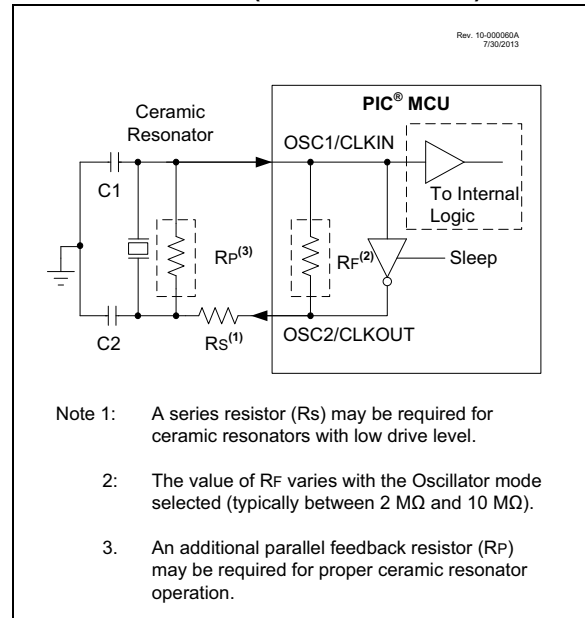 Rev. 10-000060A
7/30/2013
PIC® MCU
Ceramic
Resonator
OSC1/CLKIN
C1
To Internal
Logic
RP(3)
RF(2)
Sleep
C2
RS(1)
OSC2/CLKOUT
Note 1: A series resistor (Rs) may be required for
ceramic resonators with low drive level.
2: The value of RF varies with the Oscillator mode
selected (typically between 2 MΩ and 10 MΩ).
3. An additional parallel feedback resistor (RP)
may be required for proper ceramic resonator
operation.